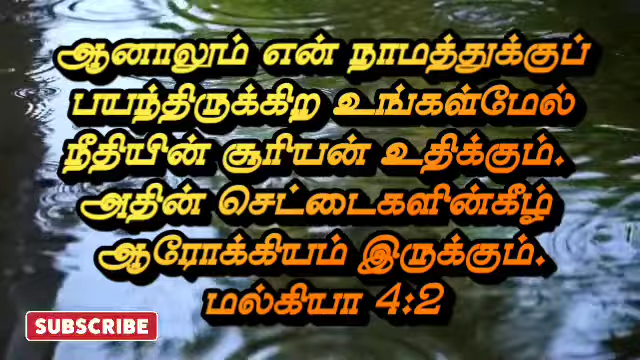 ஆனாலும் என் நாமத்துக்குப்
பயந்திருக்கிற உங்கள்மேல்
நீதியின் சூரியன் உதிக்கும்.
அதின் செட்டைகளின்கீழ்
ஆரோக்கியம் இருக்கும்.
மல்கியா 4:2
SUBSCRIBE